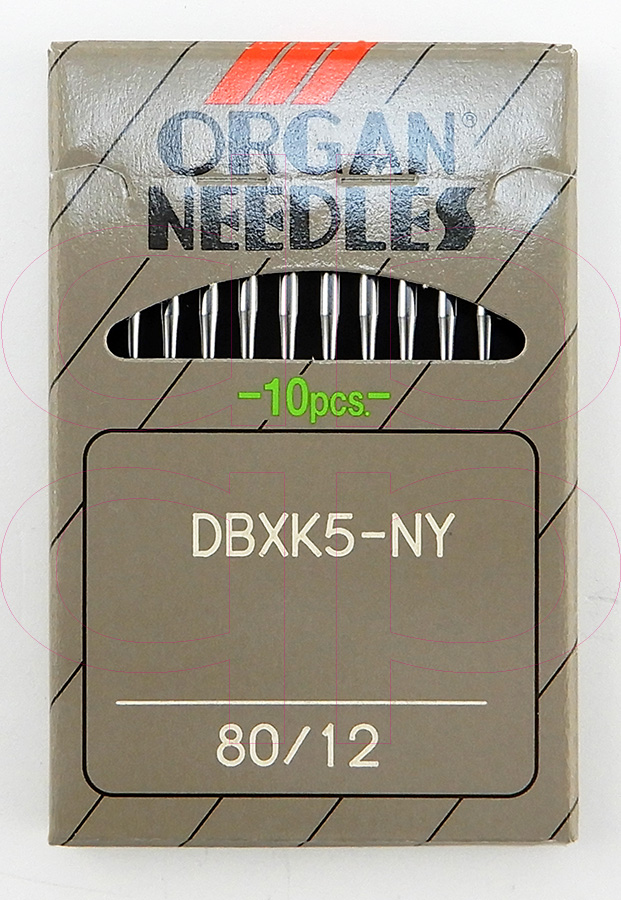 ORGAN®
NEEDLES
-10pcs.-
DBXK5-NY
80/12